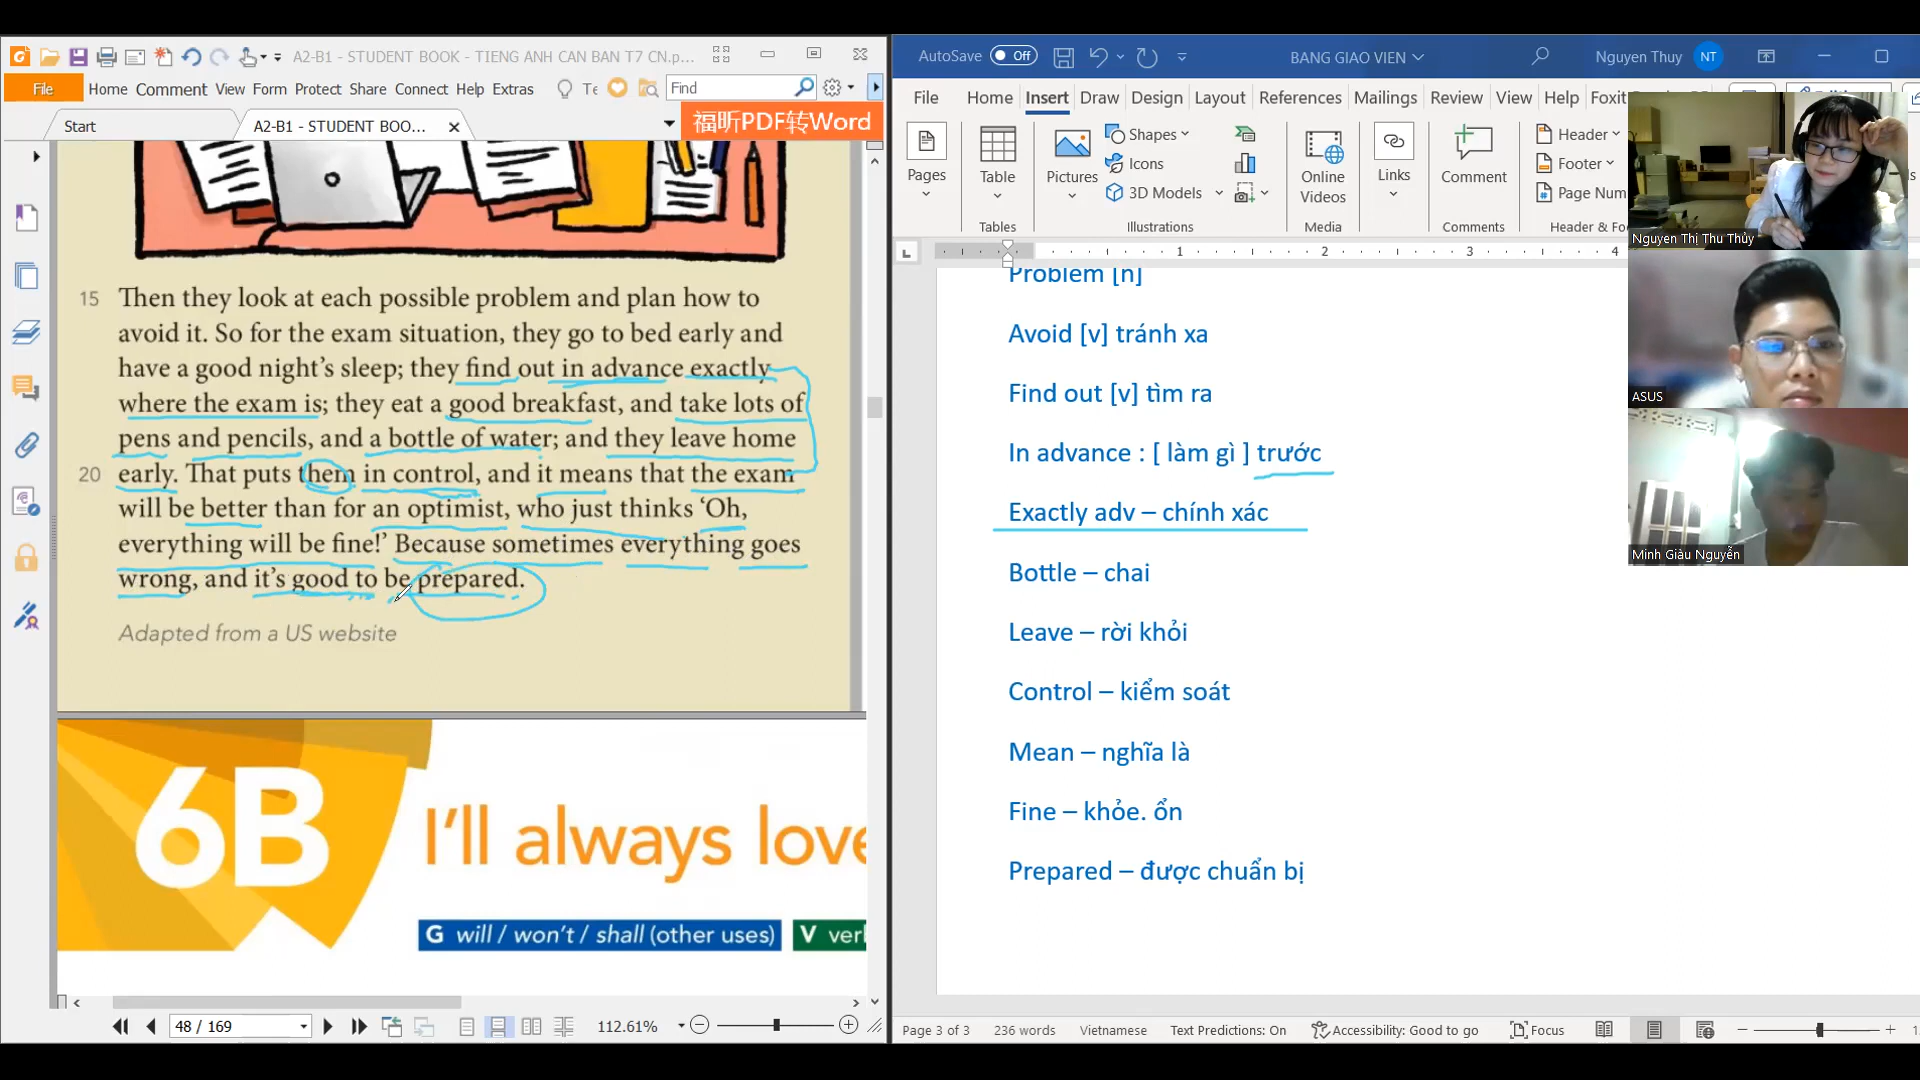 A2-B1 - STUDENT BOOK - TIENG ANH CAN BAN T7 CN.p...
File Home Comment View Form Protect Share Connect Help Extras Te Find
Start
A2-B1 - STUDENT BOO...
福昕PDF转Word
15 Then they look at each possible problem and plan how to
avoid it. So for the exam situation, they go to bed early and
have a good night's sleep; they find out in advance exactly
where the exam is; they eat a good breakfast, and take lots of
pens and pencils, and a bottle of water; and they leave home
20 early. That puts them in control, and it means that the exam
will be better than for an optimist, who just thinks ‘Oh,
everything will be fine!’ Because sometimes everything goes
wrong, and it's good to be prepared.
Adapted from a US website
6B
I'll always love
G will / won't / shall (other uses)
V verl
48 / 169
112.61%
AutoSave Off
BANG GIAO VIEN
Nguyen Thuy NT
File Home Insert Draw Design Layout References Mailings Review View Help Foxit
Pages
Table
Tables
Pictures
Shapes
Icons
3D Models
Illustrations
Online
Videos
Media
Links
Comment
Comments
Header
Footer
Page Num
Header & Fo
1 2 3 4
Problem [n]
Avoid [v] tránh xa
Find out [v] tìm ra
In advance : [ làm gì ] trước
Exactly adv – chính xác
Bottle – chai
Leave – rời khỏi
Control – kiểm soát
Mean – nghĩa là
Fine – khỏe. ổn
Prepared – được chuẩn bị
Nguyen Thị Thu Thủy
ASUS
Minh Giàu Nguyễn
Page 3 of 3 236 words Vietnamese Text Predictions: On Accessibility: Good to go Focus